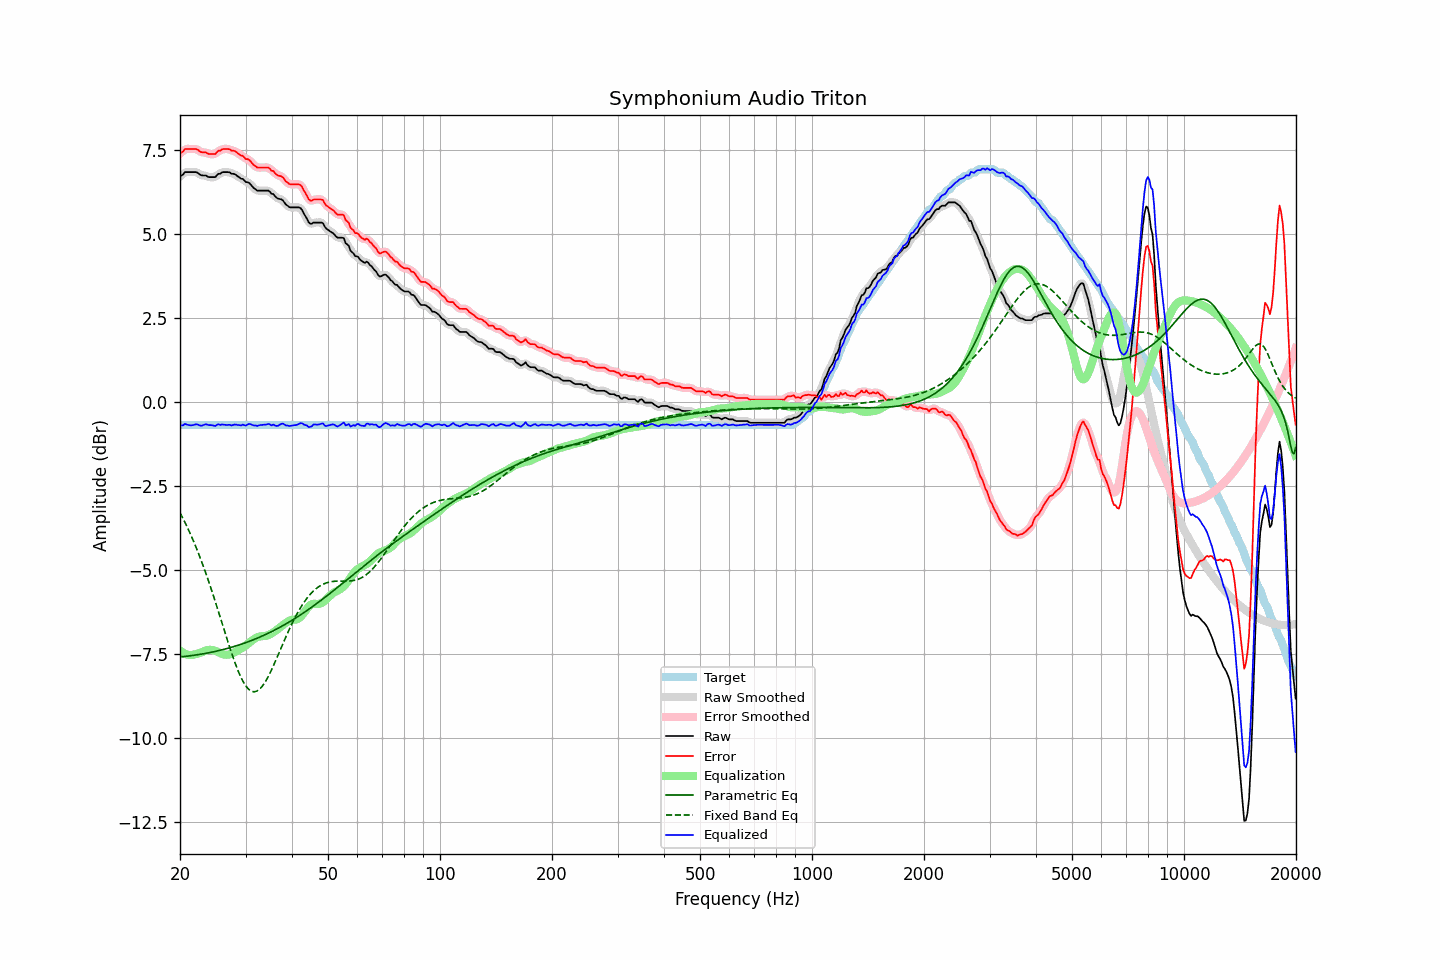 Symphonium Audio Triton
7.5
5.0
2.5
0.0
−2.5
−5.0
−7.5
−10.0
−12.5
Amplitude (dBr)
Target
Raw Smoothed
Error Smoothed
Raw
Error
Equalization
Parametric Eq
Fixed Band Eq
Equalized
20 50 100 200 500 1000 2000 5000 10000 20000
Frequency (Hz)